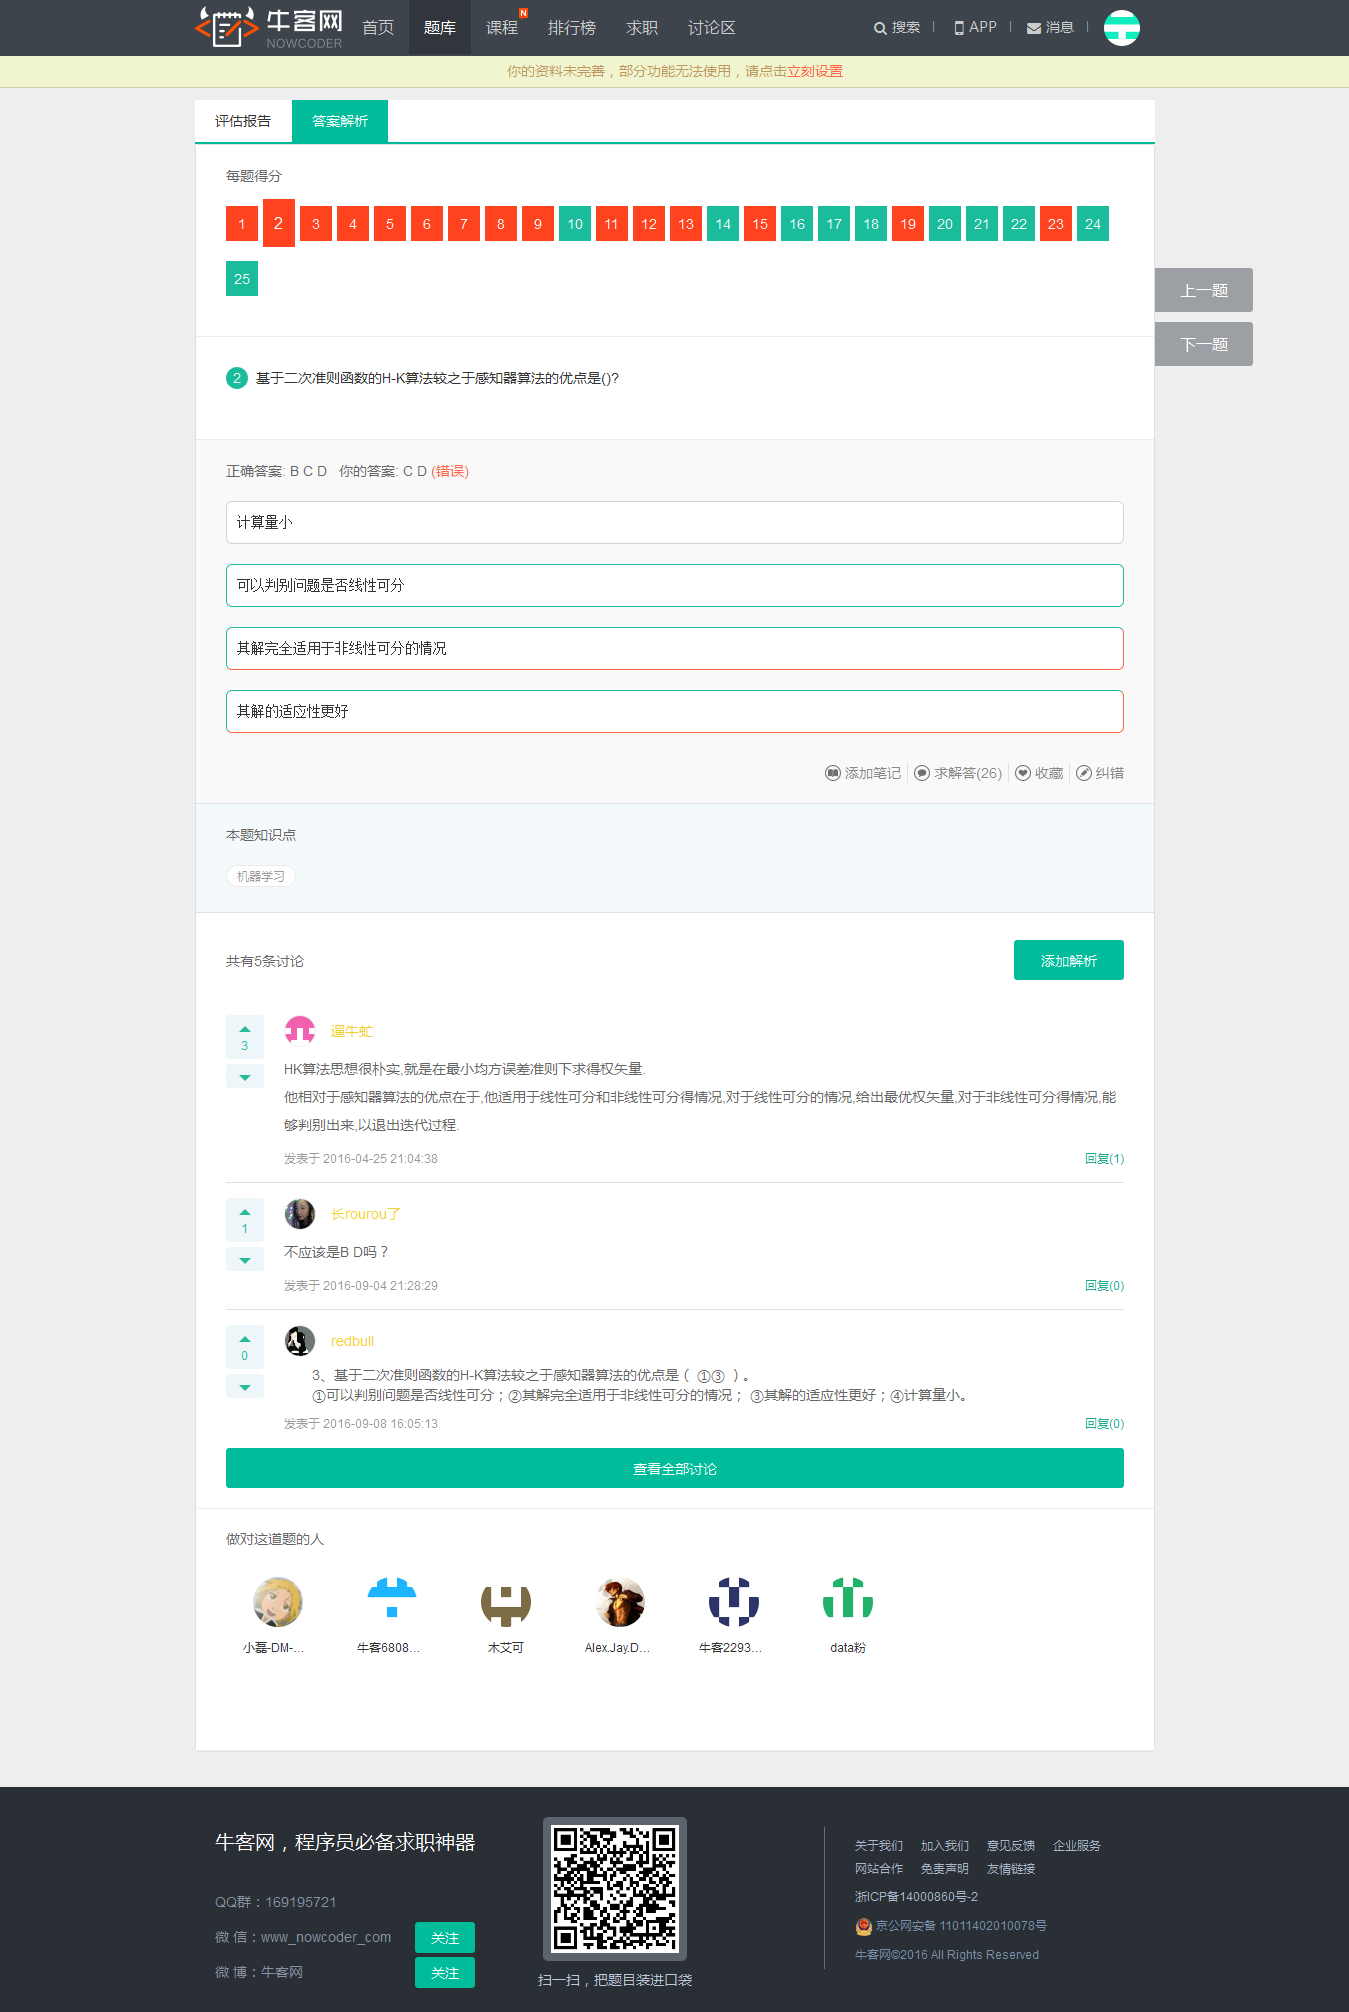 牛客网
NOWCODER
首页 题库 课程 N 排行榜 求职 讨论区 搜索 APP 消息
你的资料未完善，部分功能无法使用，请点击立刻设置
评估报告 答案解析
每题得分
1 2 3 4 5 6 7 8 9 10 11 12 13 14 15 16 17 18 19 20 21 22 23 24
25
上一题
下一题
2 基于二次准则函数的H-K算法较之于感知器算法的优点是()?
正确答案: B C D 你的答案: C D (错误)
计算量小
可以判别问题是否线性可分
其解完全适用于非线性可分的情况
其解的适应性更好
添加笔记 求解答(26) 收藏 纠错
本题知识点
机器学习
共有5条讨论 添加解析
3 遛牛虻
HK算法思想很朴实,就是在最小均方误差准则下求得权矢量.
他相对于感知器算法的优点在于,他适用于线性可分和非线性可分得情况,对于线性可分的情况,给出最优权矢量,对于非线性可分得情况,能
够判别出来,以退出迭代过程.
发表于 2016-04-25 21:04:38 回复(1)
1 长rourou了
不应该是B D吗？
发表于 2016-09-04 21:28:29 回复(0)
0 redbull
3、基于二次准则函数的H-K算法较之于感知器算法的优点是（ ①③ ）。
①可以判别问题是否线性可分；②其解完全适用于非线性可分的情况； ③其解的适应性更好；④计算量小。
发表于 2016-09-08 16:05:13 回复(0)
查看全部讨论
做对这道题的人
小磊-DM-... 牛客6808... 木艾可 Alex.Jay.D... 牛客2293... data粉
牛客网，程序员必备求职神器
QQ群：169195721
微 信：www_nowcoder_com 关注
微 博：牛客网 关注
扫一扫，把题目装进口袋
关于我们 加入我们 意见反馈 企业服务
网站合作 免责声明 友情链接
浙ICP备14000860号-2
京公网安备 11011402010078号
牛客网©2016 All Rights Reserved